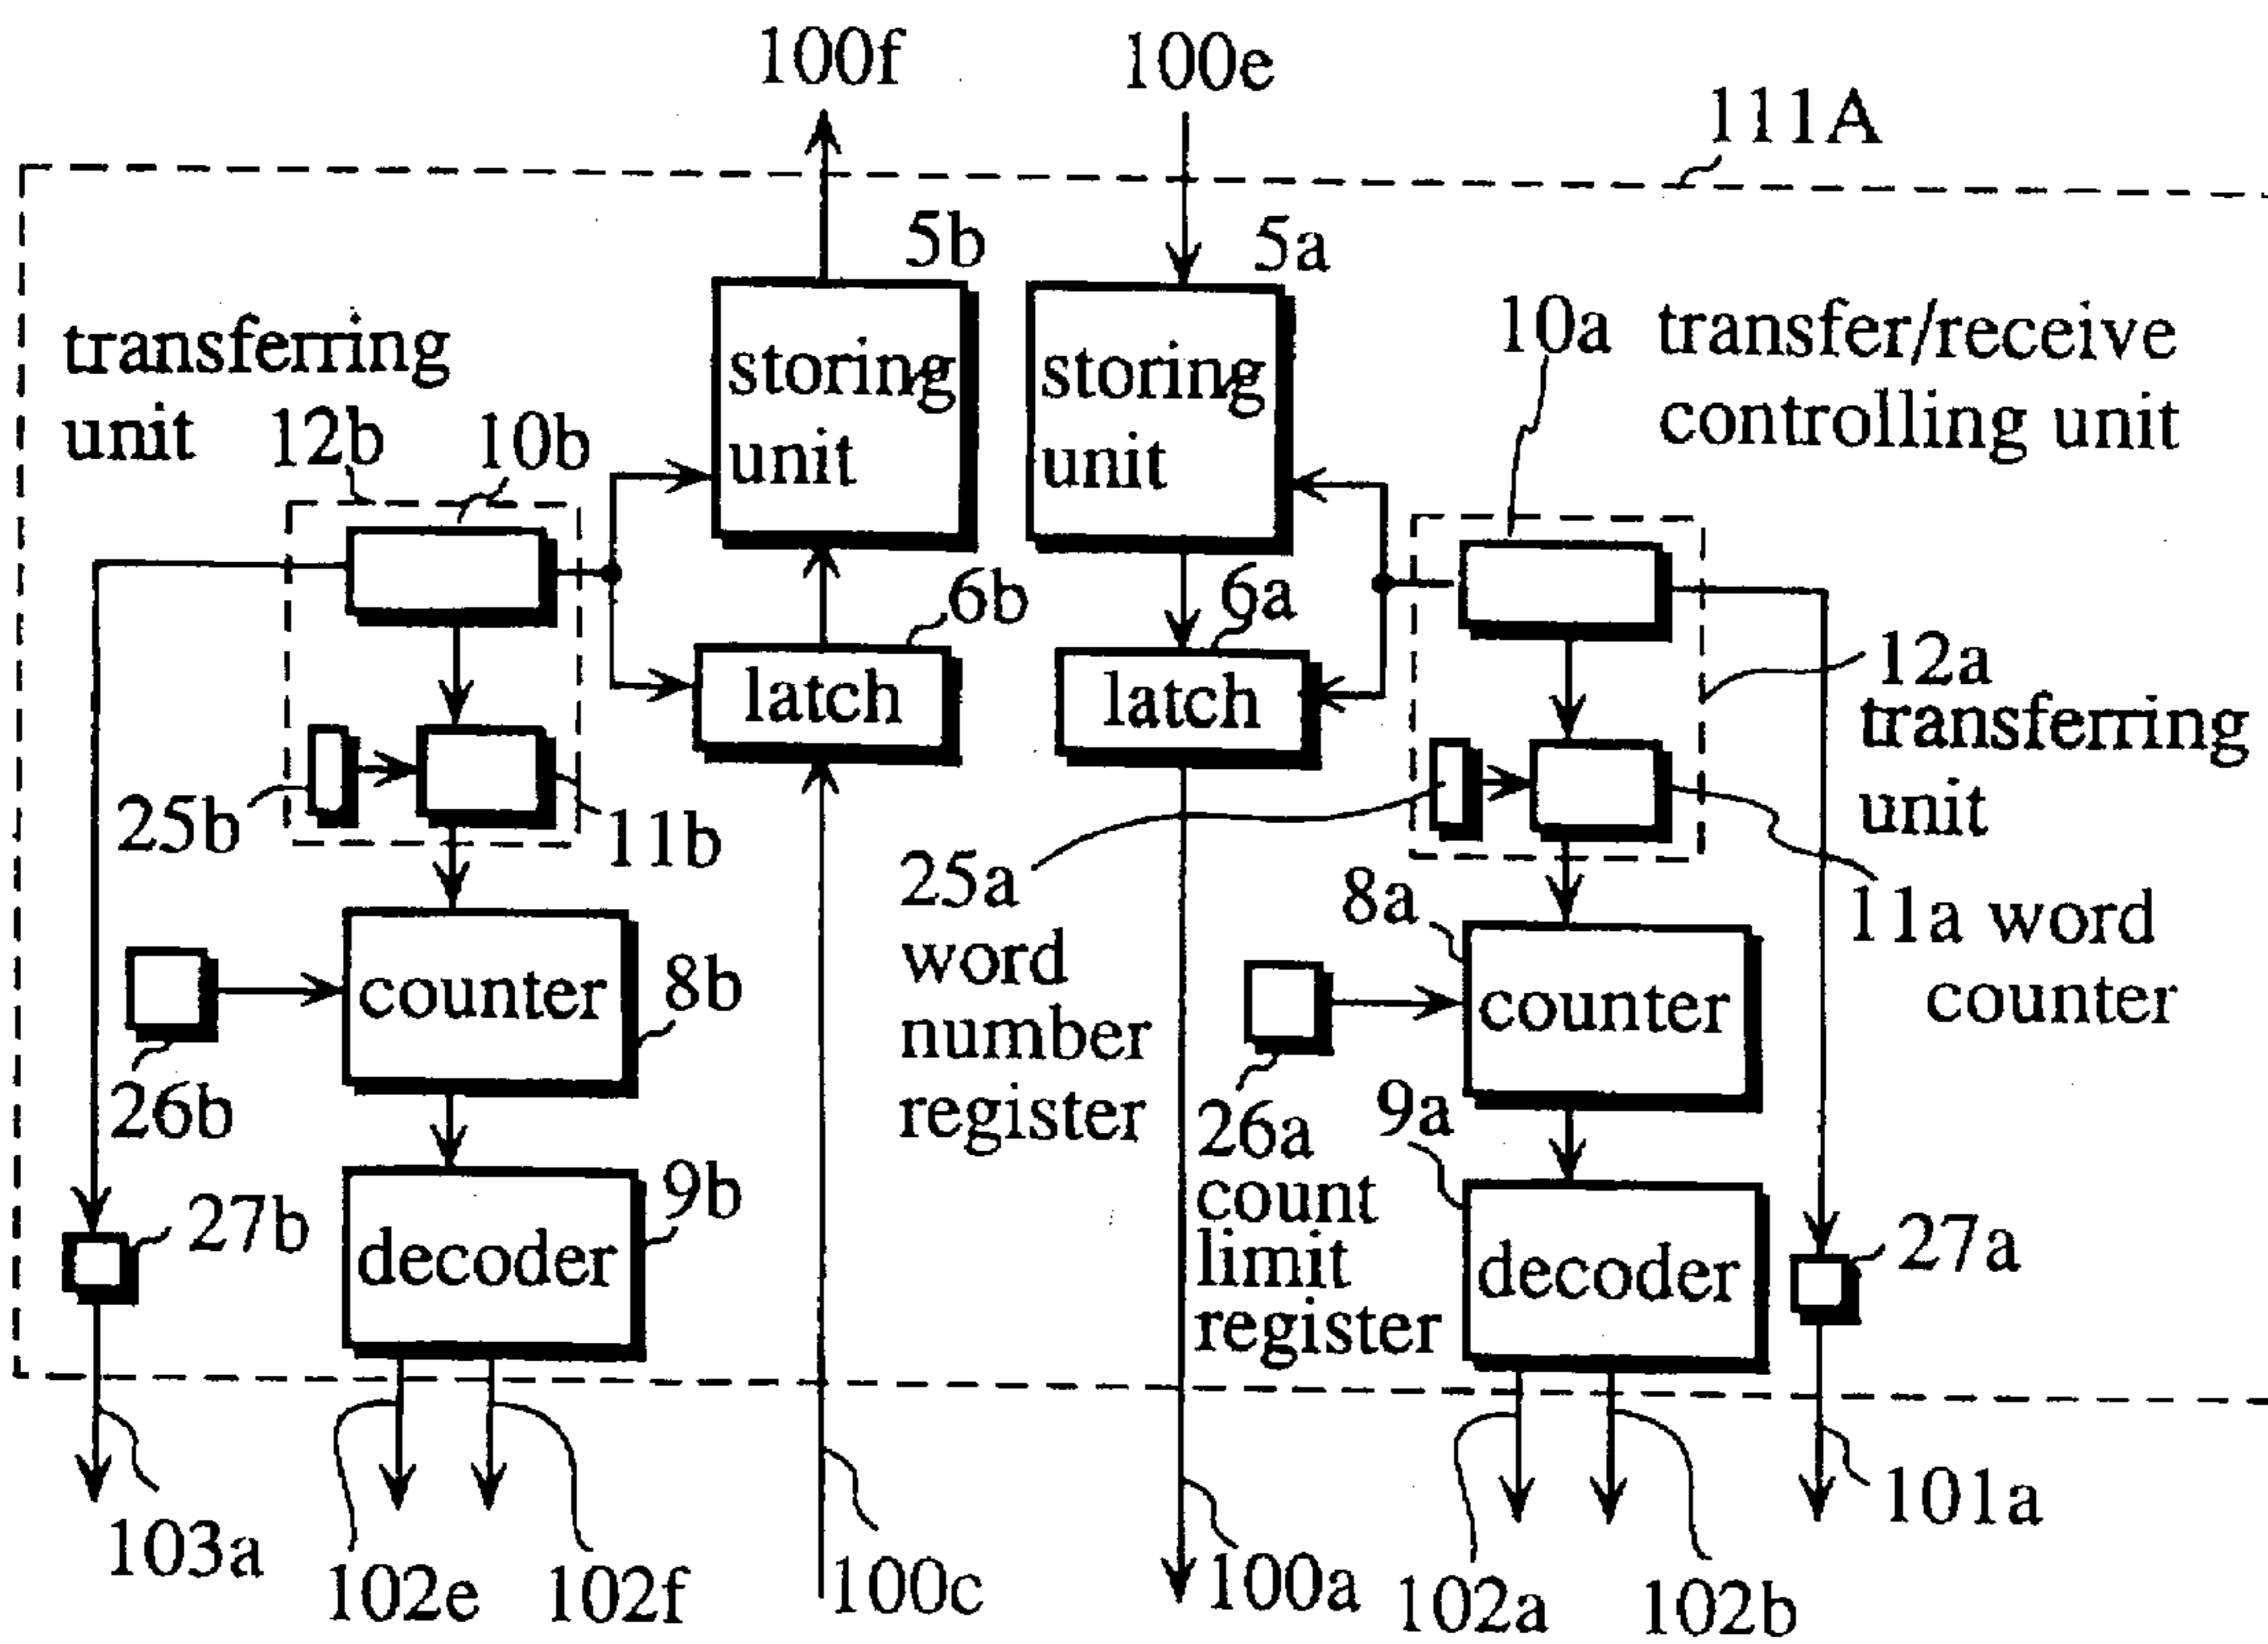 100f
100e
111A
5b
5a
transferring
unit
12b
10b
storing
unit
storing
unit
10a
transfer/receive
controlling unit
6b
6a
latch
latch
12a
transferring
unit
25b
11b
25a
word
number
register
8a
11a word
counter
counter
8b
counter
26b
26a
count
limit
register
9a
9b
27b
decoder
decoder
27a
103a
102e
102f
100c
100a
102a
102b
101a